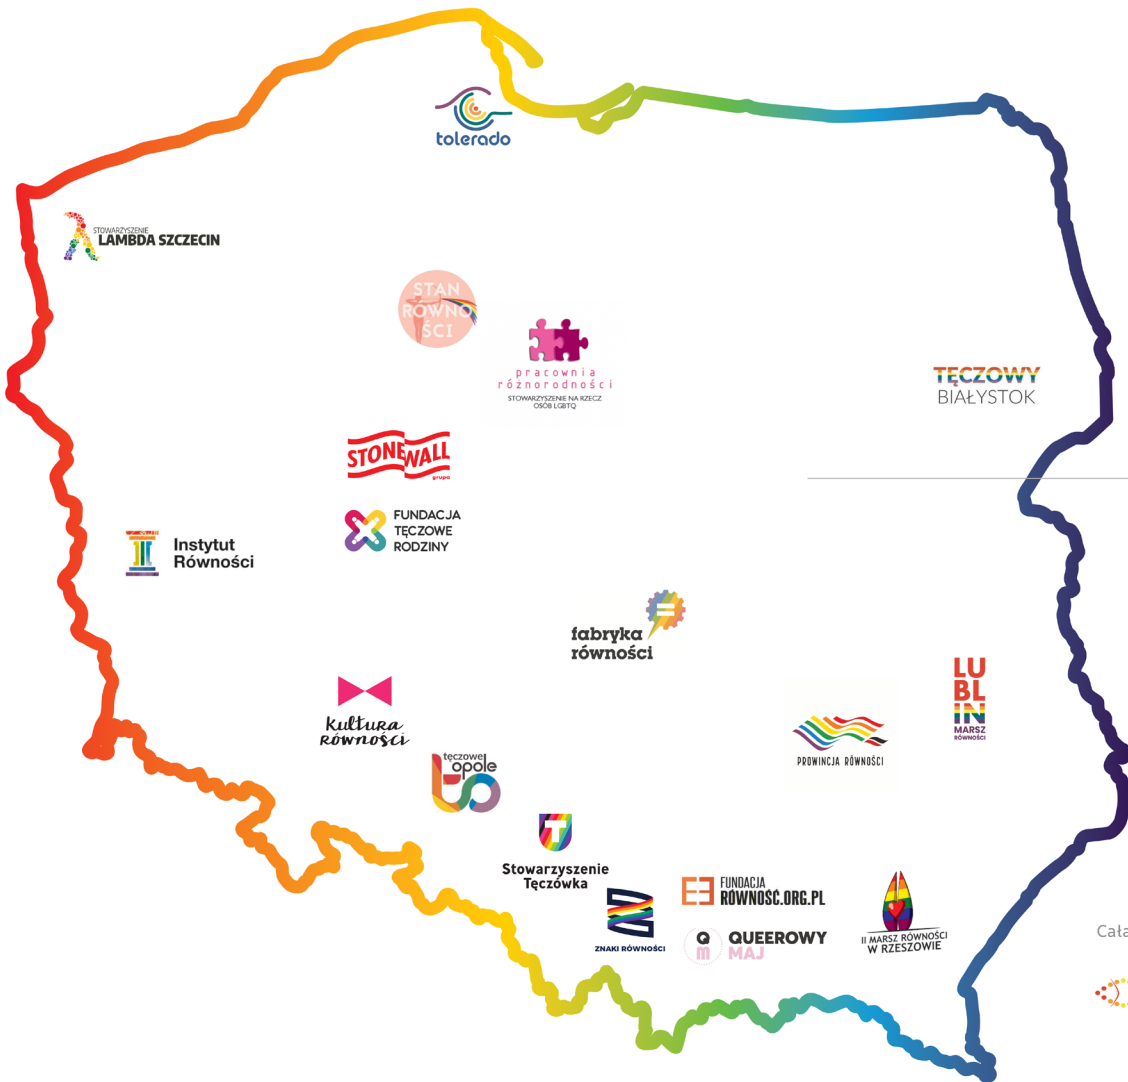 tolerado
STOWARZYSZENIE
LAMBDA SZCZECIN
STAN
RÓWNO
ŚCI
pracownia
różnorodności
STOWARZYSZENIE NA RZECZ
OSÓB LGBTQ
TĘCZOWY
BIAŁYSTOK
STONEWALL
grupa
FUNDACJA
TĘCZOWE
RODZINY
Instytut
Równości
fabryka
równości
LU
BL
IN
MARSZ
RÓWNOŚCI
Kultura
równości
PROWINCJA RÓWNOŚCI
tęczowe
opole
T
Stowarzyszenie
Tęczówka
FUNDACJA
RÓWNOŚĆ.ORG.PL
ZNAKI RÓWNOŚCI
Q
m
QUEEROWY
MAJ
II MARSZ RÓWNOŚCI
W RZESZOWIE
Cała